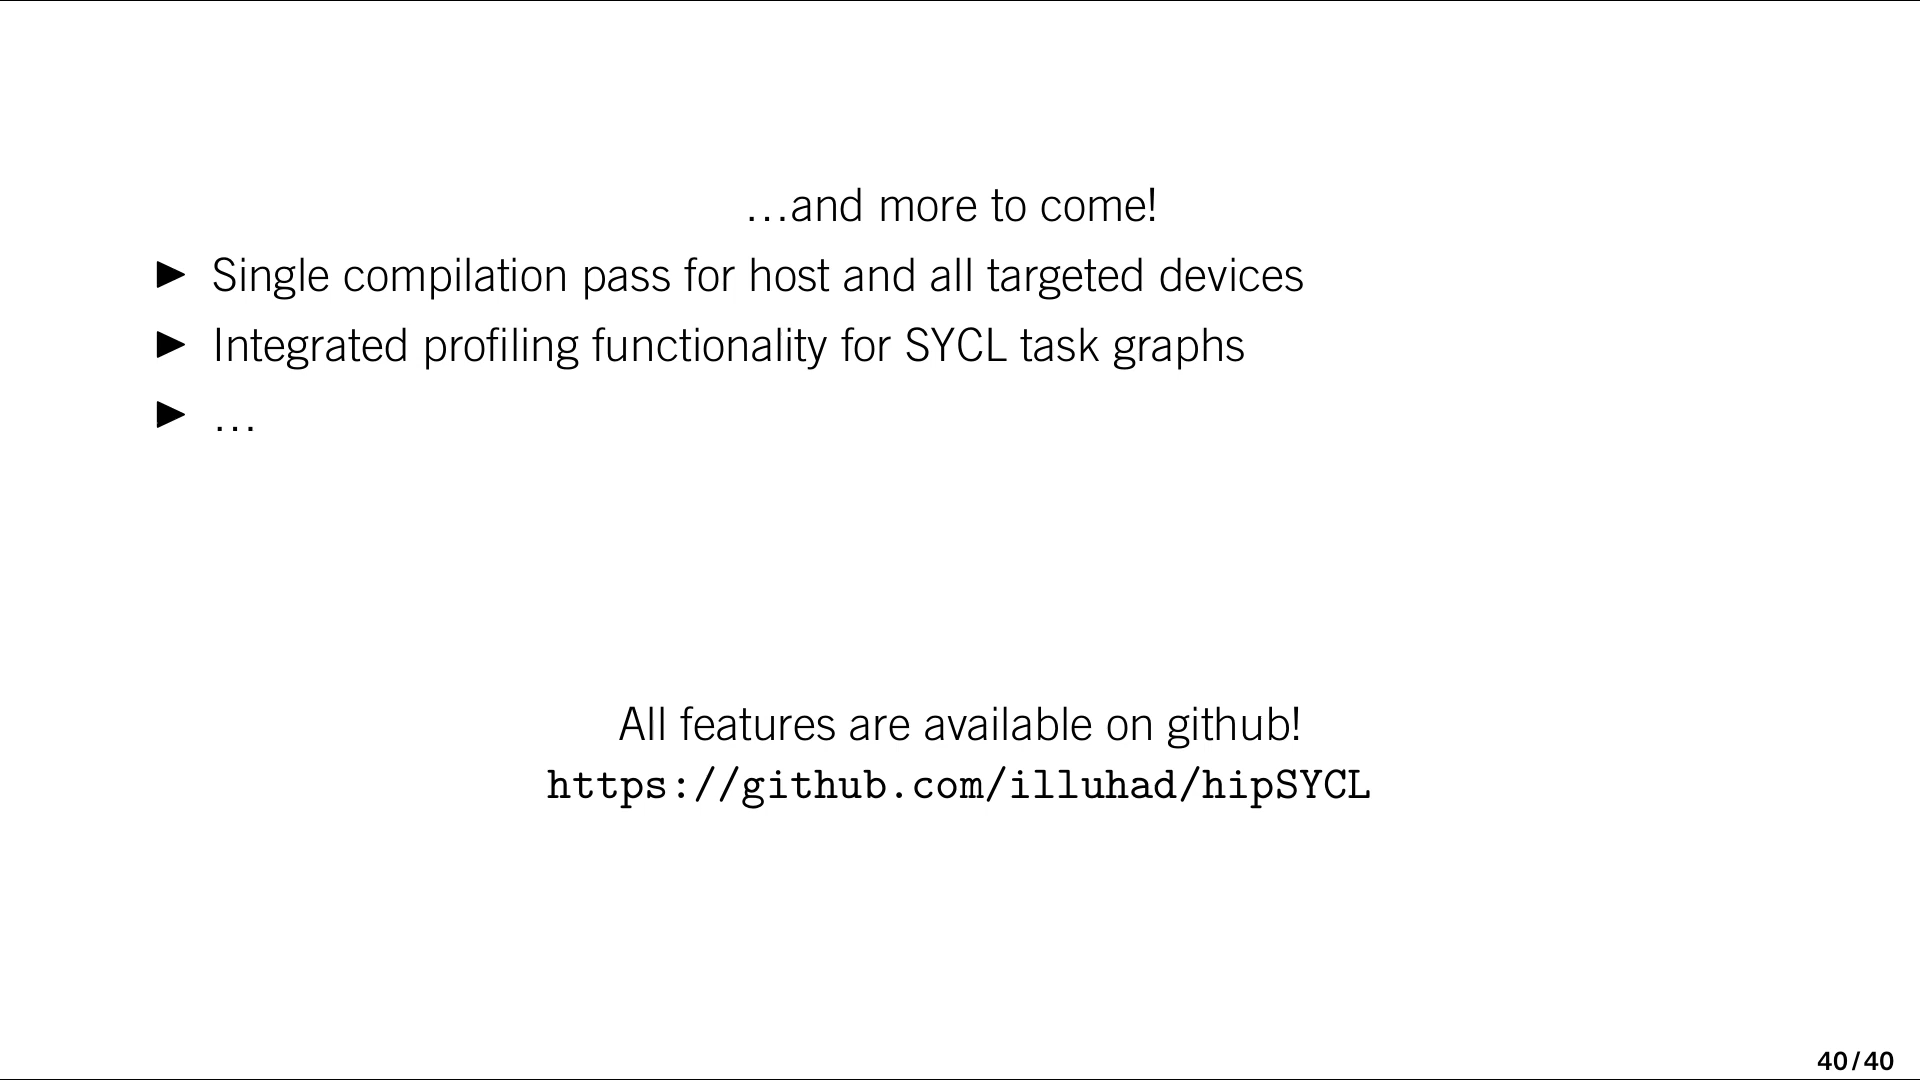 …and more to come!
▶ Single compilation pass for host and all targeted devices
▶ Integrated profiling functionality for SYCL task graphs
▶ …
All features are available on github!
https://github.com/illuhad/hipSYCL
40/40